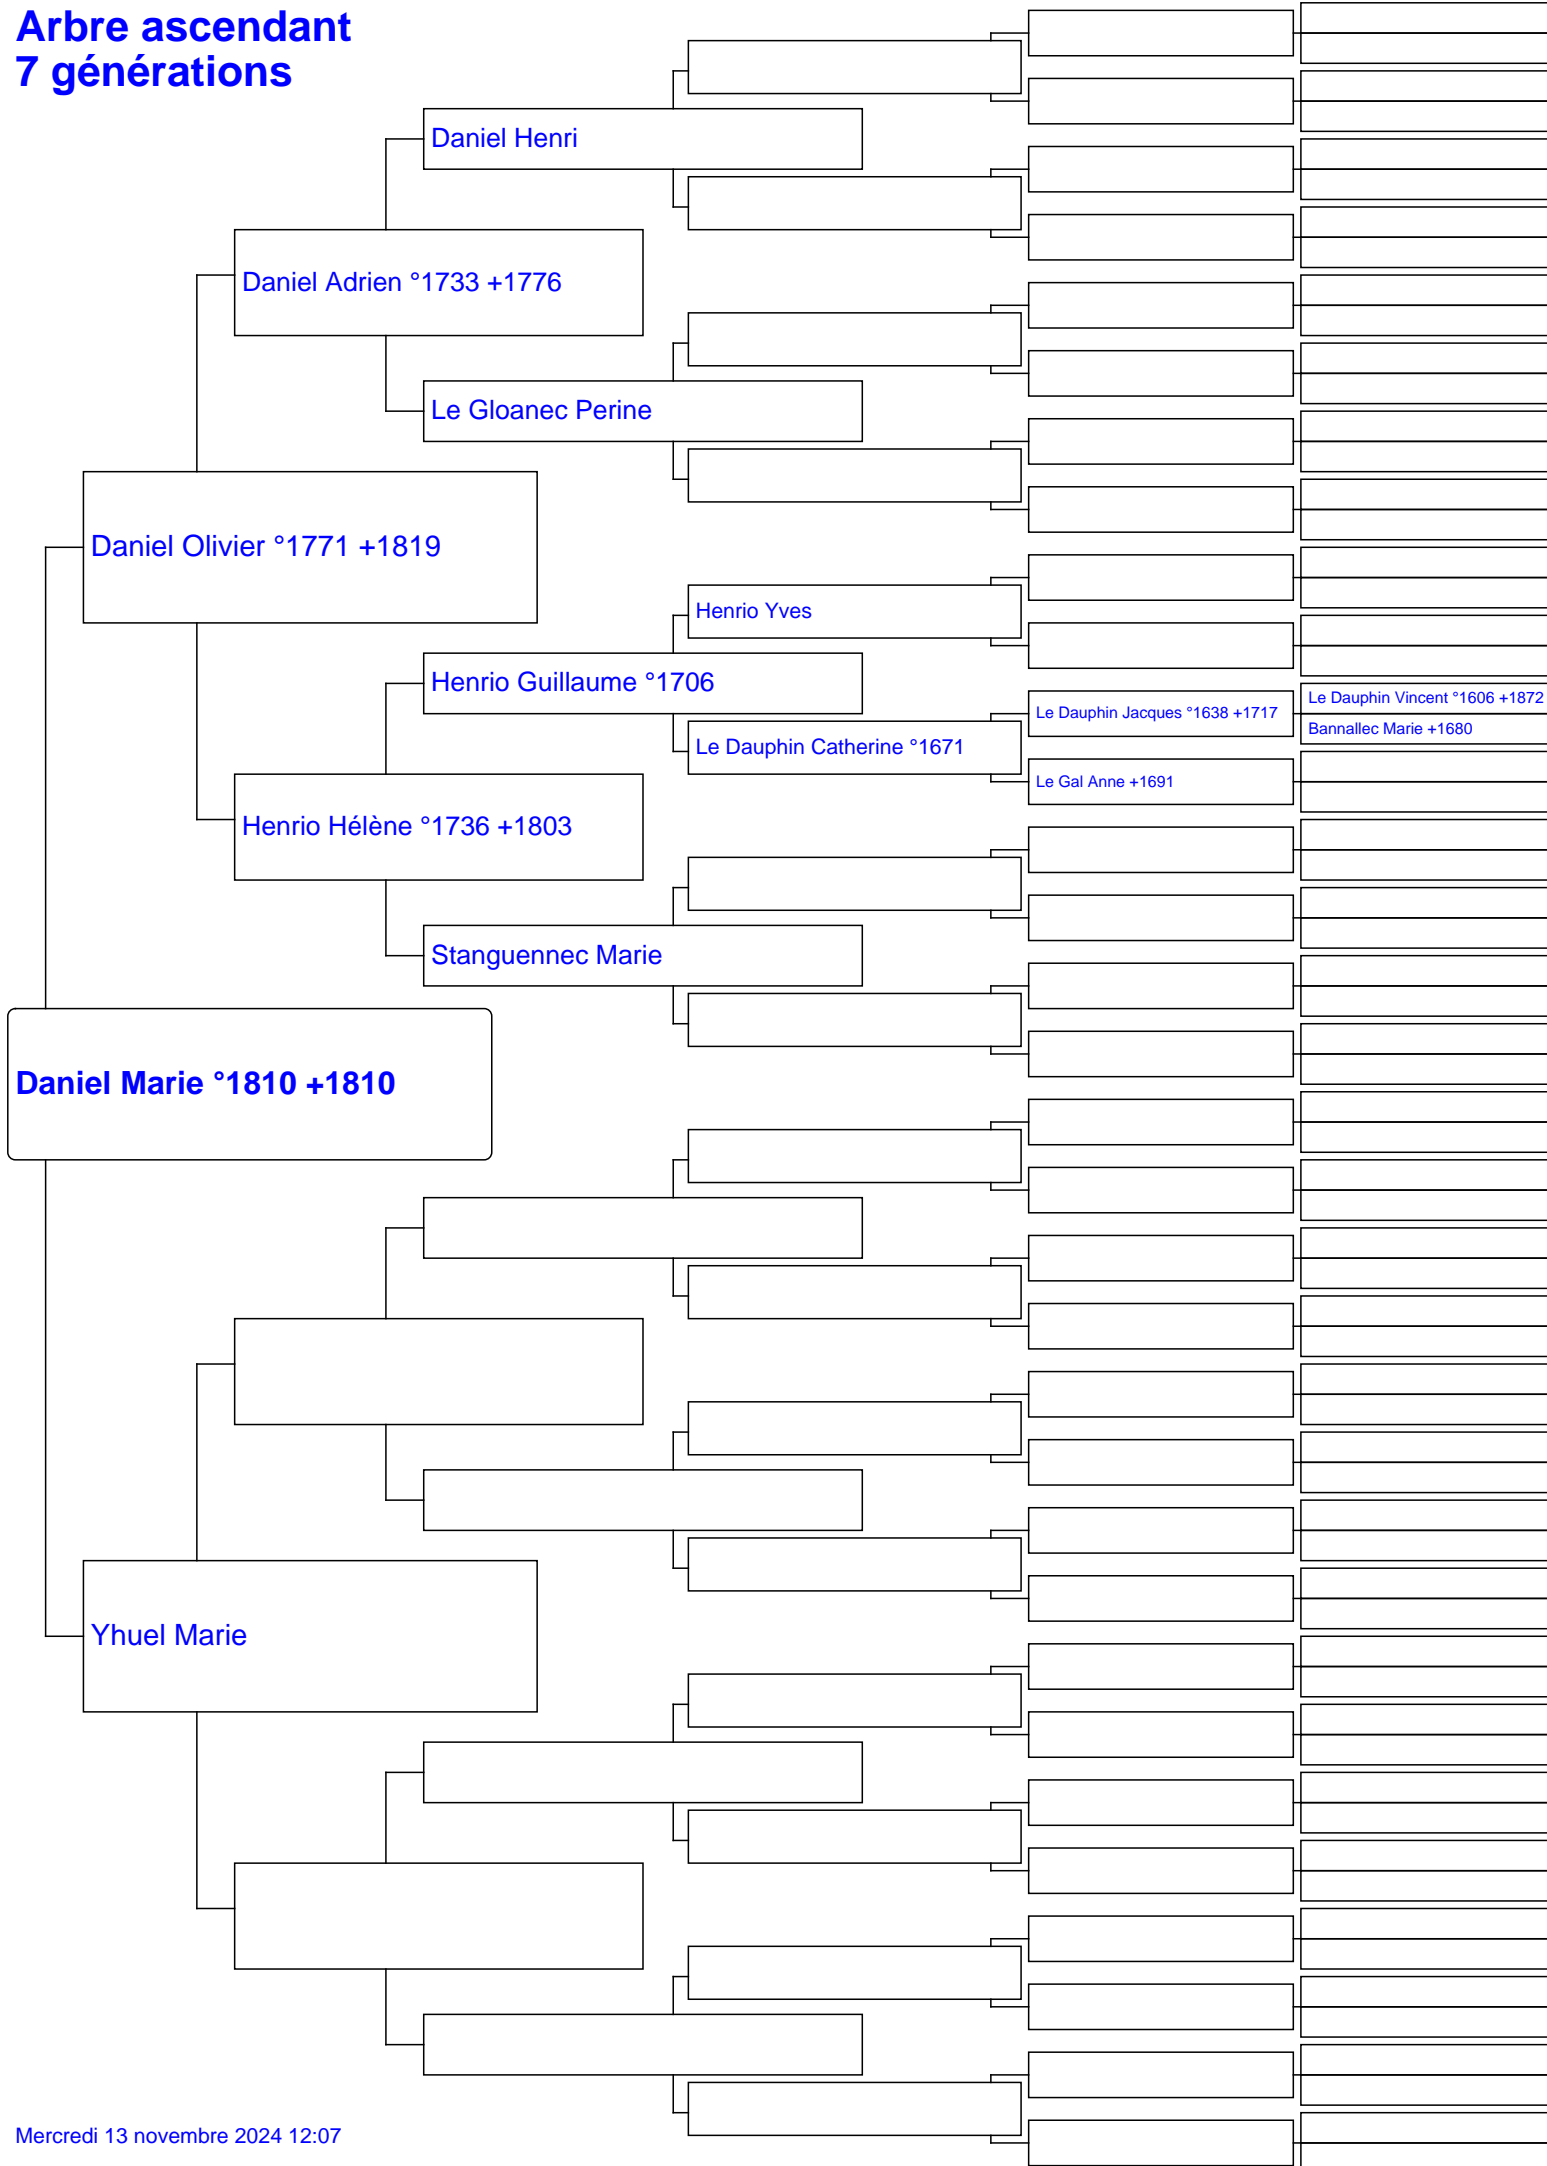 Arbre ascendant
7 générations
Daniel Henri
Daniel Adrien °1733 +1776
Le Gloanec Perine
Daniel Olivier °1771 +1819
Henrio Yves
Henrio Guillaume °1706
Le Dauphin Vincent °1606 +1872
Le Dauphin Jacques °1638 +1717
Bannallec Marie +1680
Le Dauphin Catherine °1671
Le Gal Anne +1691
Henrio Hélène °1736 +1803
Stanguennec Marie
Daniel Marie °1810 +1810
Yhuel Marie
Mercredi 13 novembre 2024 12:07